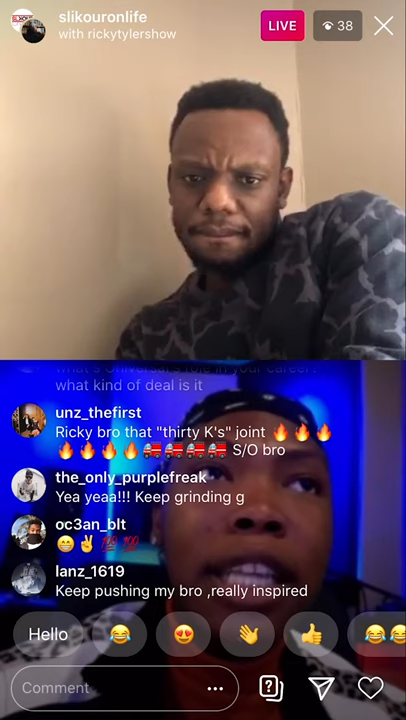 slikouronlife
with rickytylershow
LIVE
38
what's Universal's role in your career?
what kind of deal is it
unz_thefirst
Ricky bro that "thirty K's" joint 🔥🔥🔥
🔥🔥🔥🔥🚒🚒🚒🚒 S/O bro
the_only_purplefreak
Yea yeaa!!! Keep grinding g
oc3an_blt
😁✌️💯💯
lanz_1619
Keep pushing my bro ,really inspired
Hello 😂 😍 👋 👍 😂😂
Comment